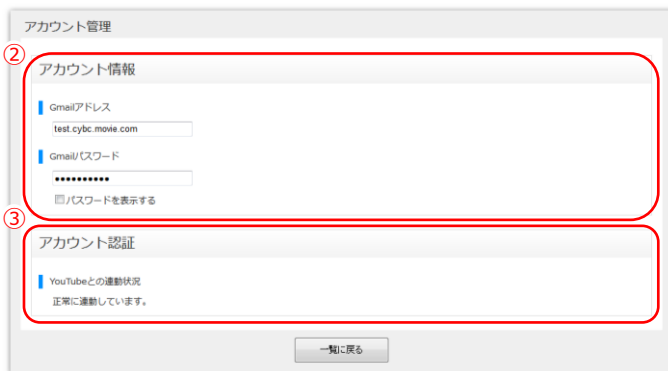 アカウント管理
②
アカウント情報
Gmailアドレス
test.cybc.movie.com
Gmailパスワード
••••••••••
パスワードを表示する
③
アカウント認証
YouTubeとの連動状況
正常に連動しています。
一覧に戻る